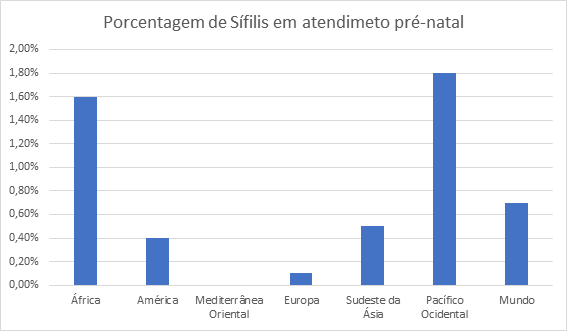 Porcentagem de Sífilis em atendimeto pré-natal
2,00%
1,80%
1,60%
1,40%
1,20%
1,00%
0,80%
0,60%
0,40%
0,20%
0,00%
África
América
Mediterrânea
Oriental
Europa
Sudeste da
Ásia
Pacífico
Ocidental
Mundo